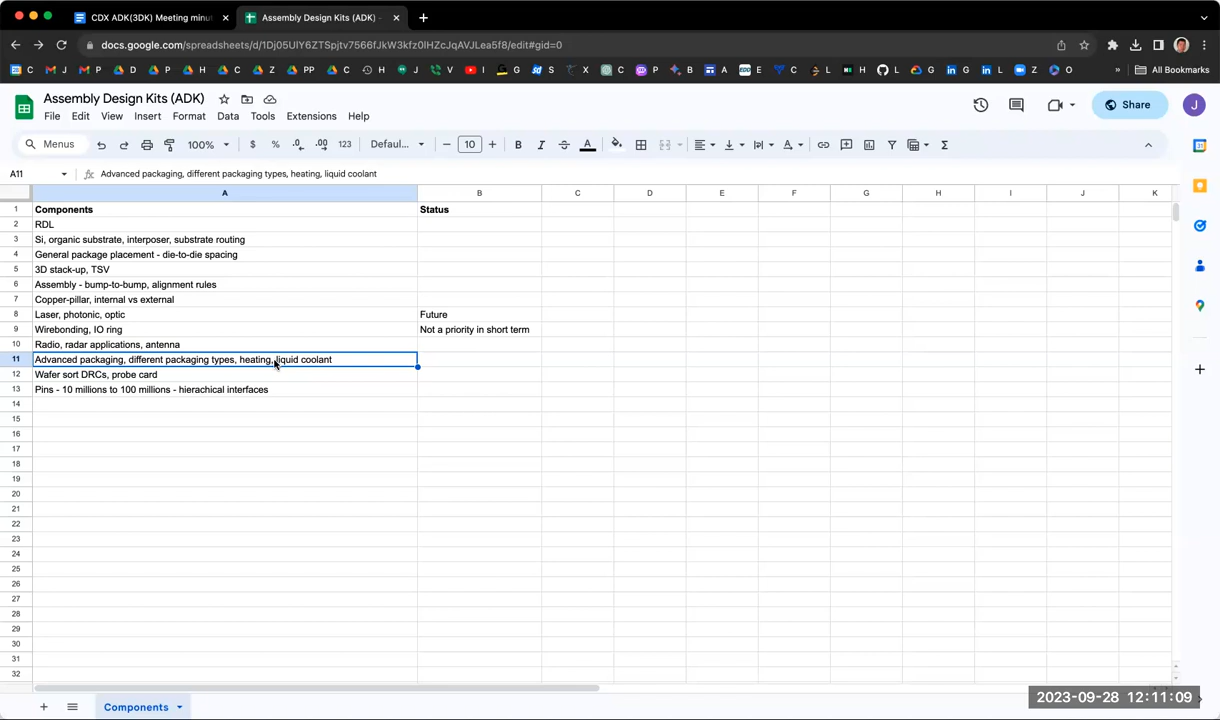 CDX ADK(3DK) Meeting minut
Assembly Design Kits (ADK) -
docs.google.com/spreadsheets/d/1Dj05UlY6ZTSpjtv7566fJkW3kfz0lHZcJqAVJLea5f8/edit#gid=0
C M J M P D P H C Z PP C H J V I G S X C P B A E C L H L G G L Z O » All Bookmarks
Assembly Design Kits (ADK)
File Edit View Insert Format Data Tools Extensions Help
Share
J
Menus 100% $ % .0 .00 123 Defaul... − 10 + B I A
A11 fx Advanced packaging, different packaging types, heating, liquid coolant
A B C D E F G H I J K
1 Components Status
2 RDL
3 Si, organic substrate, interposer, substrate routing
4 General package placement - die-to-die spacing
5 3D stack-up, TSV
6 Assembly - bump-to-bump, alignment rules
7 Copper-pillar, internal vs external
8 Laser, photonic, optic Future
9 Wirebonding, IO ring Not a priority in short term
10 Radio, radar applications, antenna
11 Advanced packaging, different packaging types, heating, liquid coolant
12 Wafer sort DRCs, probe card
13 Pins - 10 millions to 100 millions - hierachical interfaces
14
15
16
17
18
19
20
21
22
23
24
25
26
27
28
29
30
31
32
Components
2023-09-28 12:11:09